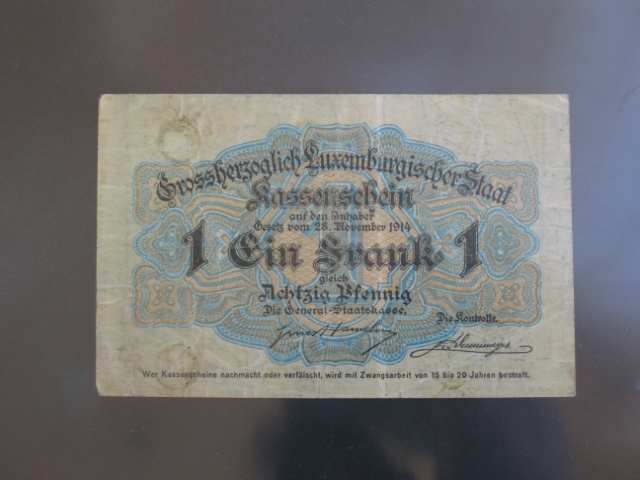 Grossherzoglich Luxemburgischer Staat
Kassenschein
auf den Inhaber
Gesetz vom 28. November 1914
1 Ein Frank 1
gleich
Achtzig Pfennig
Die General-Staatskasse,
Die Kontrolle.
Wer Kassenscheine nachmacht oder verfälscht, wird mit Zwangsarbeit von 15 bis 20 Jahren bestraft.